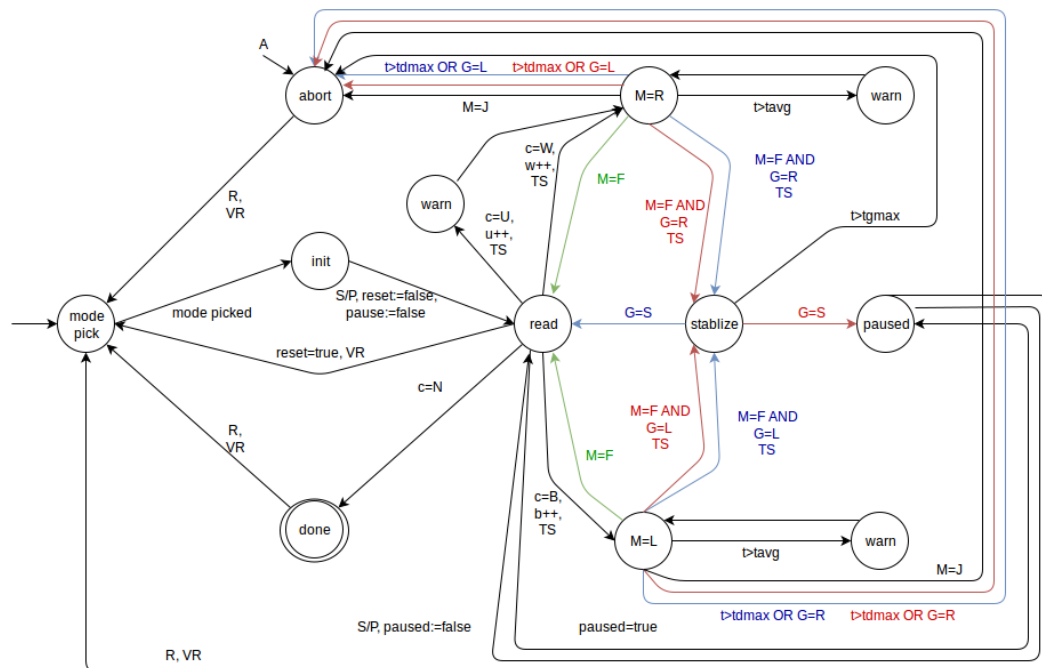 A
t>tdmax OR G=L t>tdmax OR G=L
abort
M=R
warn
M=J
t>tavg
c=W,
w++,
TS
M=F AND
G=R
TS
M=F
R,
VR
warn
M=F AND
G=R
TS
c=U,
u++,
TS
t>tgmax
init
S/P, reset:=false,
pause:=false
mode picked
mode
pick
read
G=S
stablize
G=S
paused
reset=true, VR
c=N
M=F AND
G=L
TS
M=F AND
G=L
TS
R,
VR
M=F
c=B,
b++,
TS
done
M=L
warn
t>tavg
M=J
t>tdmax OR G=R t>tdmax OR G=R
S/P, paused:=false
paused=true
R, VR